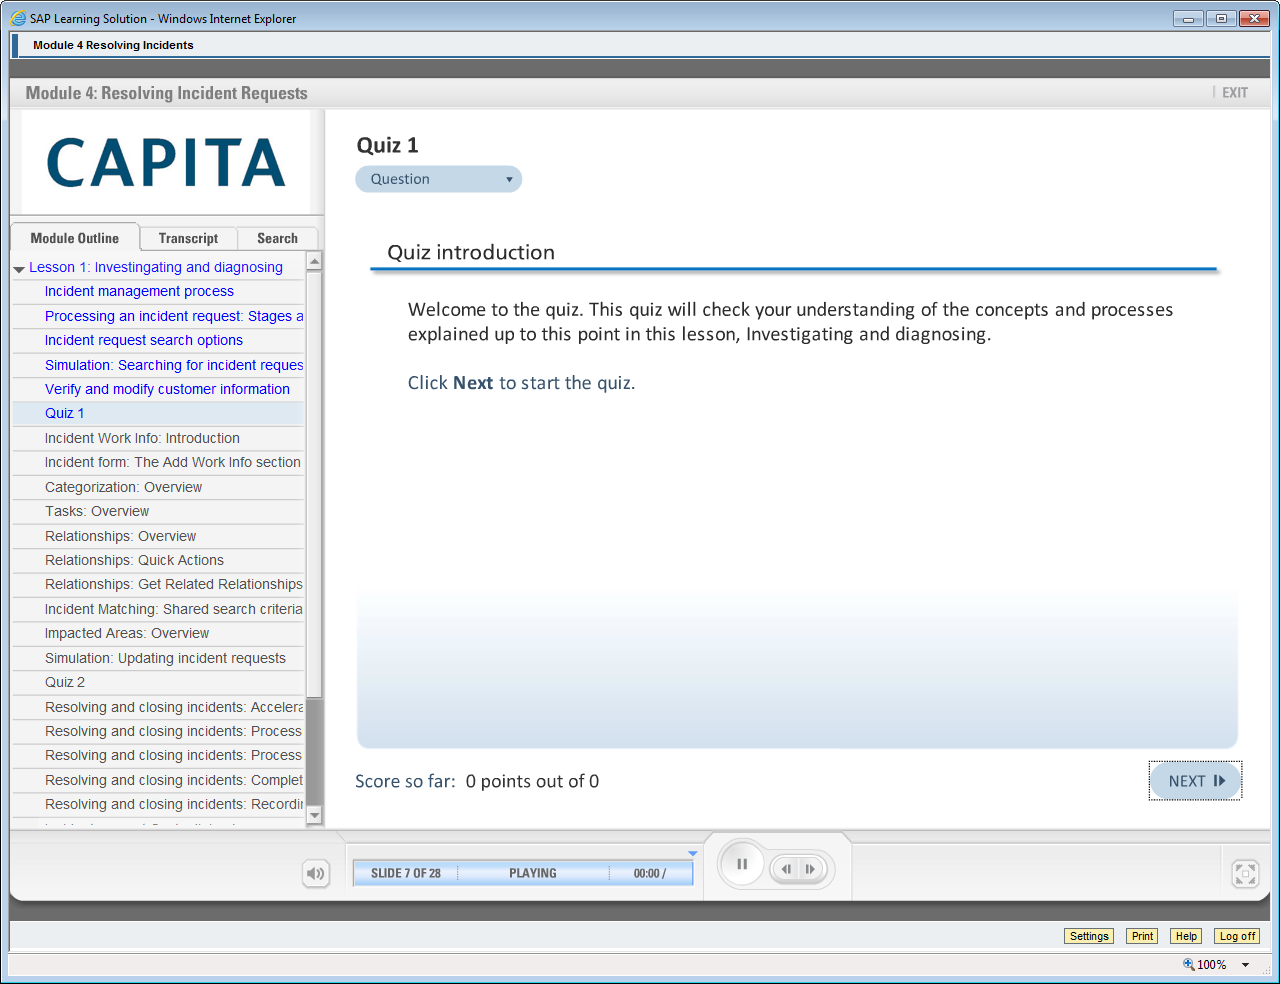 SAP Learning Solution - Windows Internet Explorer
Module 4 Resolving Incidents
Module 4: Resolving Incident Requests
EXIT
CAPITA
Module Outline
Transcript
Search
Lesson 1: Investingating and diagnosing
Incident management process
Processing an incident request: Stages a
Incident request search options
Simulation: Searching for incident reques
Verify and modify customer information
Quiz 1
Incident Work Info: Introduction
Incident form: The Add Work Info section
Categorization: Overview
Tasks: Overview
Relationships: Overview
Relationships: Quick Actions
Relationships: Get Related Relationships
Incident Matching: Shared search criteria
Impacted Areas: Overview
Simulation: Updating incident requests
Quiz 2
Resolving and closing incidents: Accelera
Resolving and closing incidents: Process
Resolving and closing incidents: Process
Resolving and closing incidents: Complet
Resolving and closing incidents: Recordin
Quiz 1
Question
Quiz introduction
Welcome to the quiz. This quiz will check your understanding of the concepts and processes
explained up to this point in this lesson, Investigating and diagnosing.
Click Next to start the quiz.
Score so far: 0 points out of 0
NEXT
SLIDE 7 OF 28
PLAYING
00:00 /
Settings
Print
Help
Log off
100%